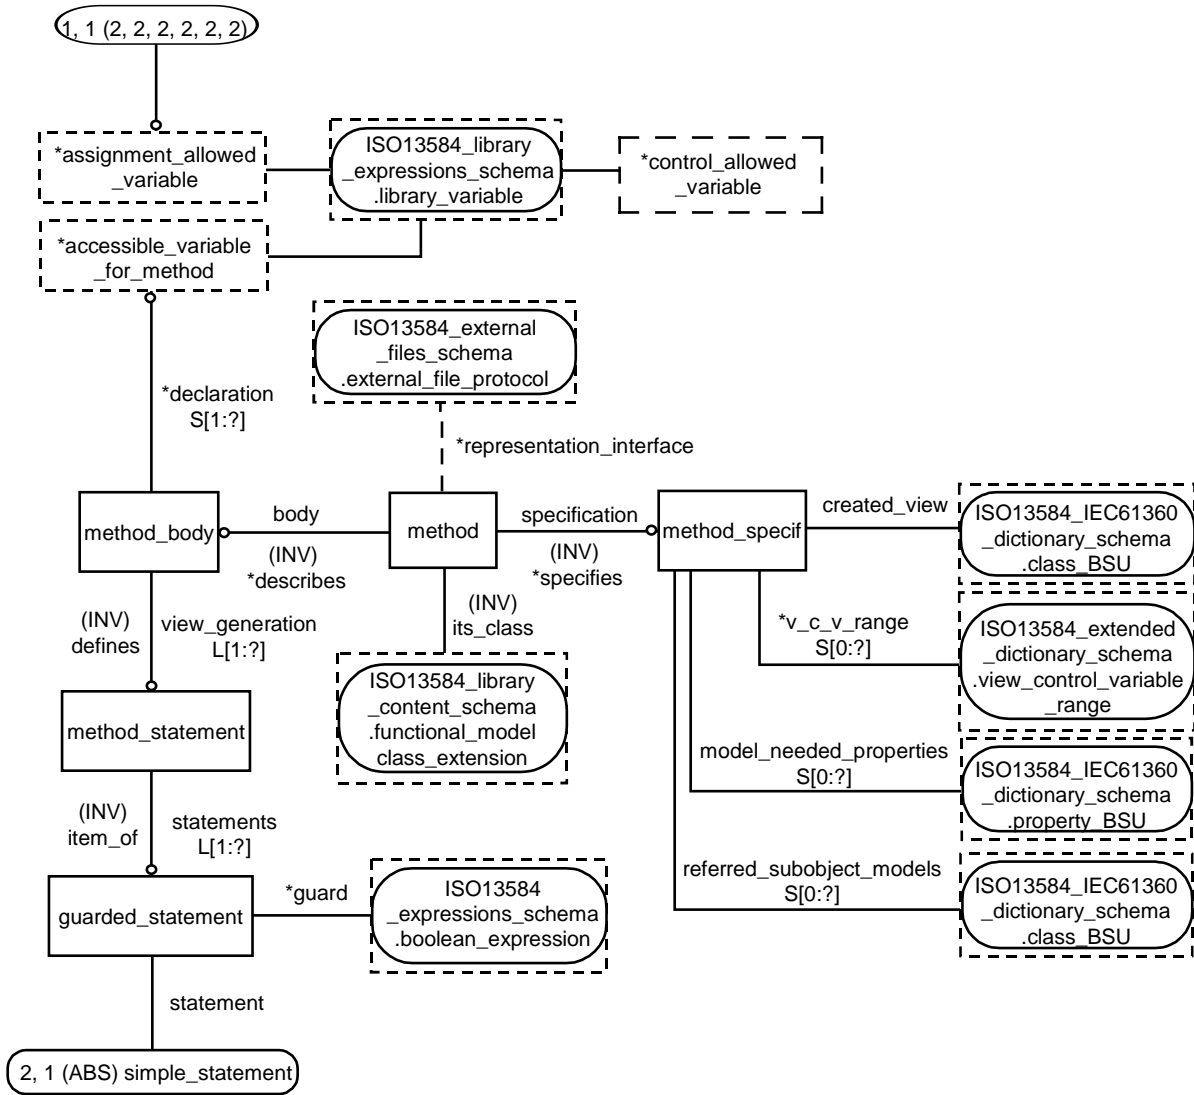 1, 1 (2, 2, 2, 2, 2, 2)
*assignment_allowed
_variable
ISO13584_library
_expressions_schema
.library_variable
*control_allowed
_variable
*accessible_variable
_for_method
ISO13584_external
_files_schema
.external_file_protocol
*declaration
S[1:?]
*representation_interface
method_body
body
(INV)
*describes
method
specification
(INV)
*specifies
method_specif
created_view
ISO13584_IEC61360
_dictionary_schema
.class_BSU
(INV)
defines
view_generation
L[1:?]
(INV)
its_class
*v_c_v_range
S[0:?]
ISO13584_extended
_dictionary_schema
.view_control_variable
_range
method_statement
ISO13584_library
_content_schema
.functional_model
class_extension
model_needed_properties
S[0:?]
ISO13584_IEC61360
_dictionary_schema
.property_BSU
(INV)
item_of
statements
L[1:?]
referred_subobject_models
S[0:?]
ISO13584_IEC61360
_dictionary_schema
.class_BSU
guarded_statement
*guard
ISO13584
_expressions_schema
.boolean_expression
statement
2, 1 (ABS) simple_statement